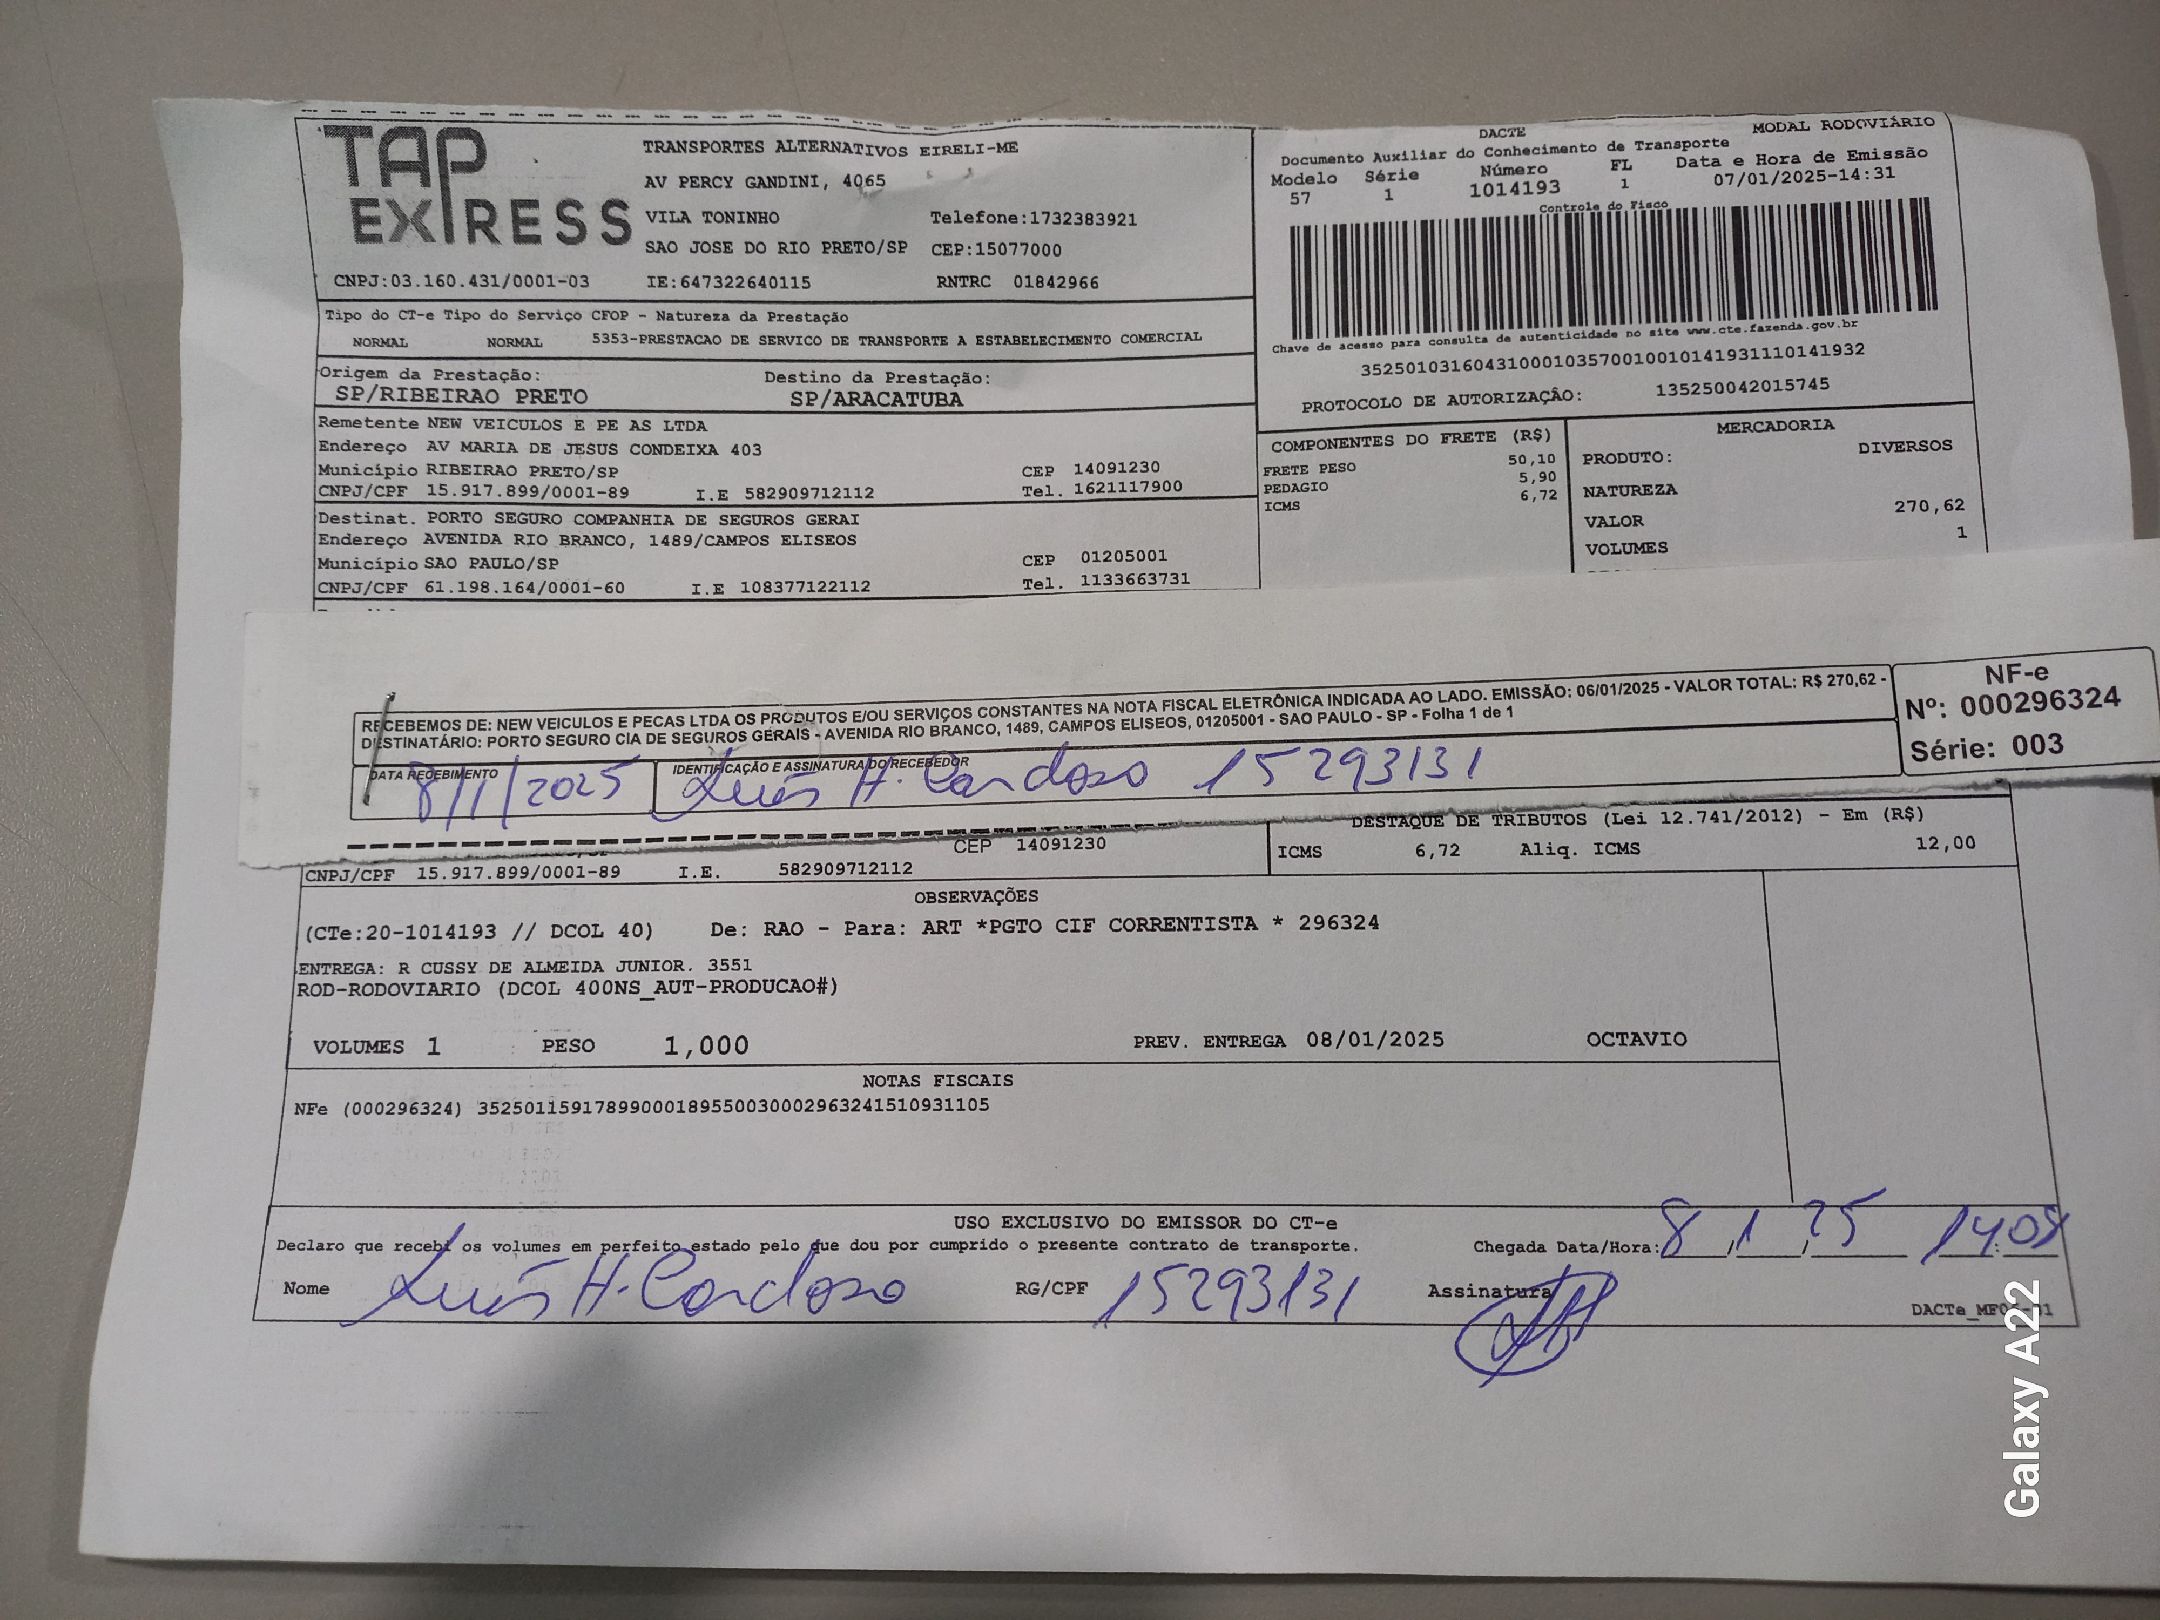 TAP EXPRESS
TRANSPORTES ALTERNATIVOS EIRELI-ME
AV PERCY GANDINI, 4065
VILA TONINHO Telefone:1732383921
SAO JOSE DO RIO PRETO/SP CEP:15077000
CNPJ:03.160.431/0001-03 IE:647322640115 RNTRC 01842966
DACTE MODAL RODOVIÁRIO
Documento Auxiliar do Conhecimento de Transporte
Modelo Série Número FL Data e Hora de Emissão
57 1 1014193 1 07/01/2025-14:31
Controle do Fisco
Chave de acesso para consulta de autenticidade no site www.cte.fazenda.gov.br
35250103160431000103570010010141931110141932
PROTOCOLO DE AUTORIZAÇÂO: 135250042015745
Tipo do CT-e Tipo do Serviço CFOP - Natureza da Prestação
NORMAL NORMAL 5353-PRESTACAO DE SERVICO DE TRANSPORTE A ESTABELECIMENTO COMERCIAL
Origem da Prestação: Destino da Prestação:
SP/RIBEIRAO PRETO SP/ARACATUBA
Remetente NEW VEICULOS E PE AS LTDA
Endereço AV MARIA DE JESUS CONDEIXA 403
Município RIBEIRAO PRETO/SP CEP 14091230
CNPJ/CPF 15.917.899/0001-89 I.E 582909712112 Tel. 1621117900
Destinat. PORTO SEGURO COMPANHIA DE SEGUROS GERAI
Endereço AVENIDA RIO BRANCO, 1489/CAMPOS ELISEOS
Município SAO PAULO/SP CEP 01205001
CNPJ/CPF 61.198.164/0001-60 I.E 108377122112 Tel. 1133663731
COMPONENTES DO FRETE (R$)
FRETE PESO 50,10
PEDAGIO 5,90
ICMS 6,72
MERCADORIA
PRODUTO: DIVERSOS
NATUREZA
VALOR 270,62
VOLUMES 1
RECEBEMOS DE: NEW VEICULOS E PECAS LTDA OS PRODUTOS E/OU SERVIÇOS CONSTANTES NA NOTA FISCAL ELETRÔNICA INDICADA AO LADO. EMISSÃO: 06/01/2025 - VALOR TOTAL: R$ 270,62 -
DESTINATÁRIO: PORTO SEGURO CIA DE SEGUROS GERAIS - AVENIDA RIO BRANCO, 1489, CAMPOS ELISEOS, 01205001 - SAO PAULO - SP - Folha 1 de 1
NF-e
Nº: 000296324
Série: 003
DATA RECEBIMENTO IDENTIFICAÇÃO E ASSINATURA DO RECEBEDOR
8/1/2025 Luís H. Cardoso 15293131
CEP 14091230
CNPJ/CPF 15.917.899/0001-89 I.E. 582909712112
DESTAQUE DE TRIBUTOS (Lei 12.741/2012) - Em (R$)
ICMS 6,72 Aliq. ICMS 12,00
OBSERVAÇÕES
(CTe:20-1014193 // DCOL 40) De: RAO - Para: ART *PGTO CIF CORRENTISTA * 296324
ENTREGA: R CUSSY DE ALMEIDA JUNIOR. 3551
ROD-RODOVIARIO (DCOL 400NS_AUT-PRODUCAO#)
VOLUMES 1 PESO 1,000 PREV. ENTREGA 08/01/2025 OCTAVIO
NOTAS FISCAIS
NFe (000296324) 35250115917899000189550030002963241510931105
USO EXCLUSIVO DO EMISSOR DO CT-e
Declaro que recebi os volumes em perfeito estado pelo que dou por cumprido o presente contrato de transporte. Chegada Data/Hora: 8/1/25 14:08
Nome Luís H. Cardoso RG/CPF 15293131 Assinatura
Galaxy A22